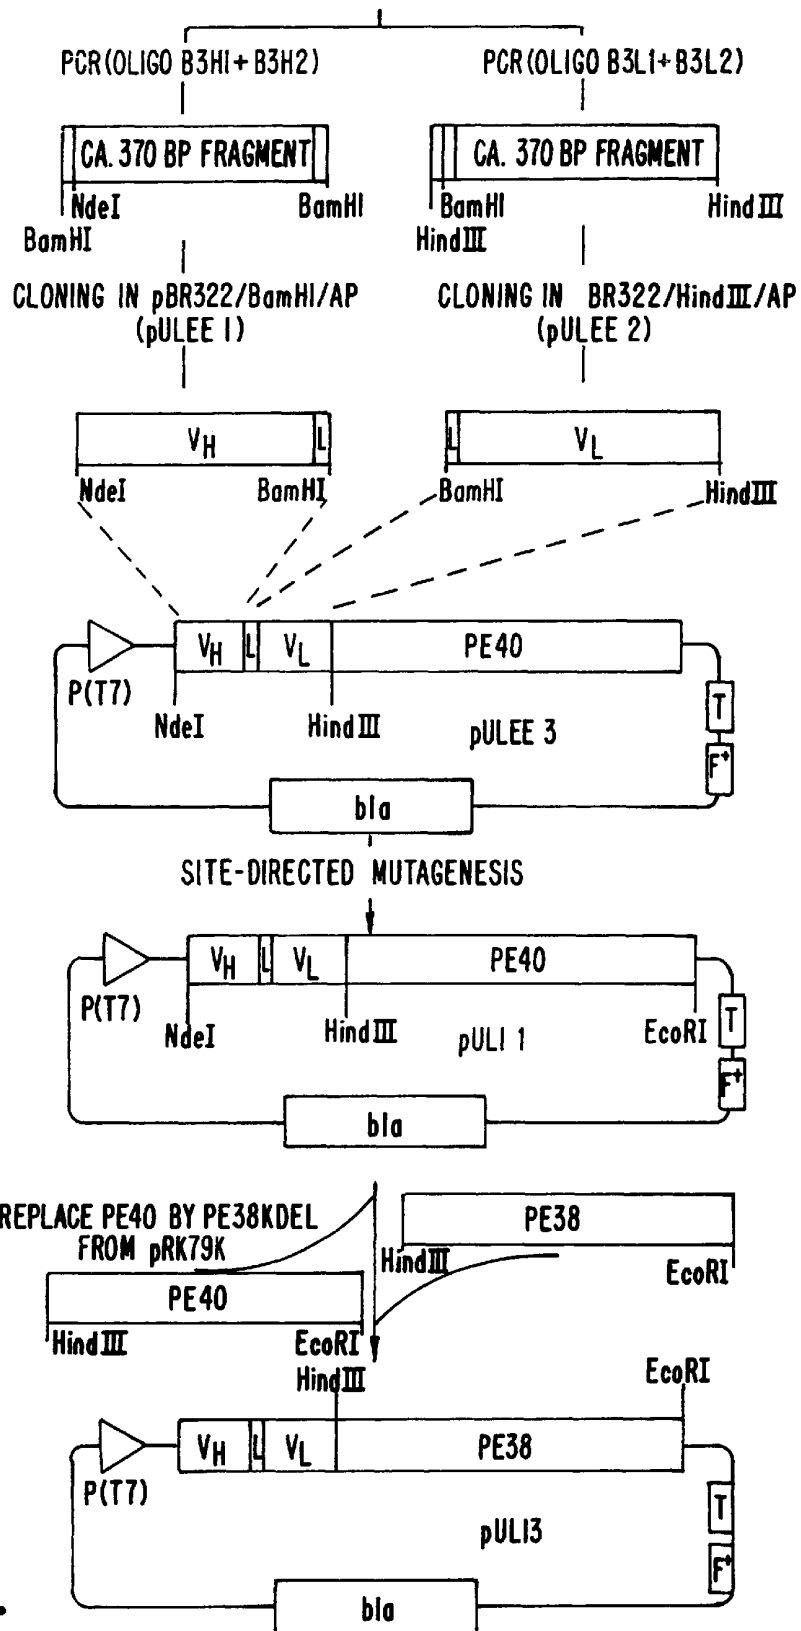 PCR(OLIGO B3H1+ B3H2)
PCR(OLIGO B3L1+ B3L2)
CA. 370 BP FRAGMENT
CA. 370 BP FRAGMENT
NdeI
BamHI
BamHI
BamHI
HindIII
HindIII
CLONING IN pBR322/BamHI/AP
(pULEE 1)
CLONING IN BR322/HindIII/AP
(pULEE 2)
VH
L
L
VL
NdeI
BamHI
BamHI
HindIII
VH
L
VL
PE40
P(T7)
NdeI
HindIII
pULEE 3
T
F+
bla
SITE-DIRECTED MUTAGENESIS
VH
L
VL
PE40
P(T7)
NdeI
HindIII
pULI 1
EcoRI
T
F+
bla
REPLACE PE40 BY PE38KDEL
FROM pRK79K
PE38
HindIII
EcoRI
PE40
HindIII
EcoRI
HindIII
EcoRI
VH
L
VL
PE38
P(T7)
pULI3
T
F+
bla